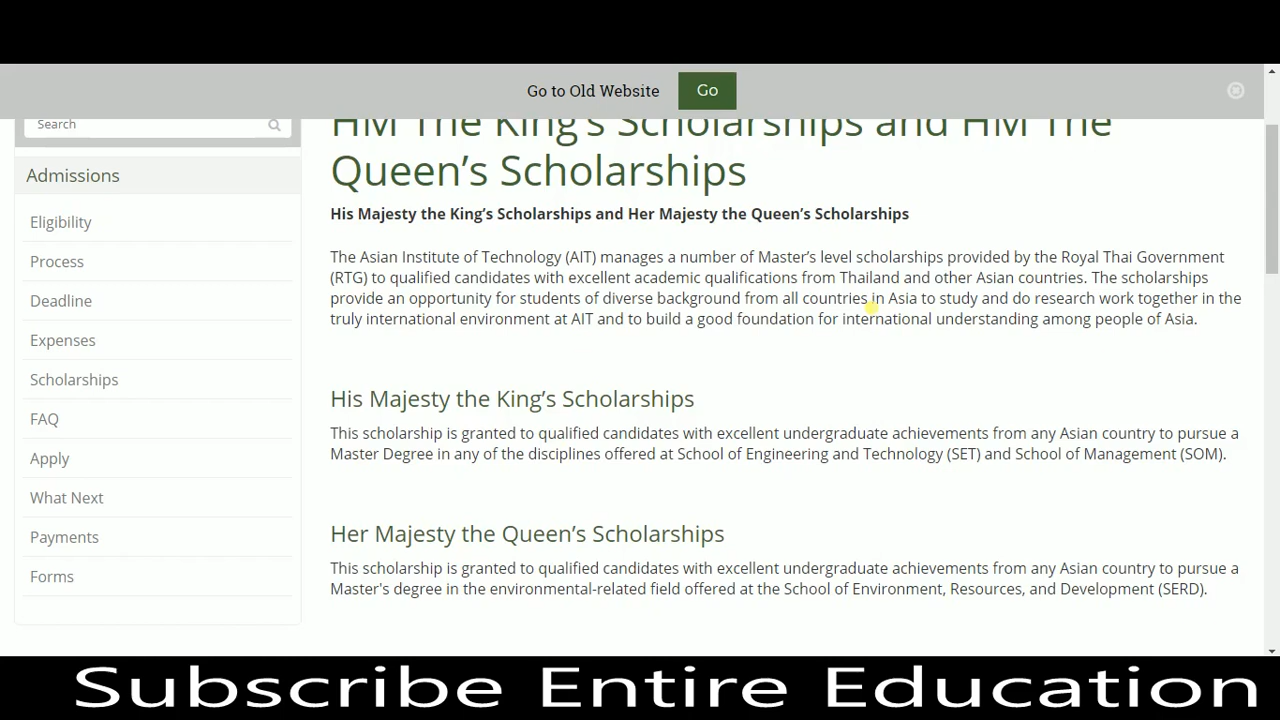 Go to Old Website
Go
Search
Admissions
Eligibility
Process
Deadline
Expenses
Scholarships
FAQ
Apply
What Next
Payments
Forms
HM The King’s Scholarships and HM The
Queen’s Scholarships
His Majesty the King’s Scholarships and Her Majesty the Queen’s Scholarships
The Asian Institute of Technology (AIT) manages a number of Master’s level scholarships provided by the Royal Thai Government
(RTG) to qualified candidates with excellent academic qualifications from Thailand and other Asian countries. The scholarships
provide an opportunity for students of diverse background from all countries in Asia to study and do research work together in the
truly international environment at AIT and to build a good foundation for international understanding among people of Asia.
His Majesty the King’s Scholarships
This scholarship is granted to qualified candidates with excellent undergraduate achievements from any Asian country to pursue a
Master Degree in any of the disciplines offered at School of Engineering and Technology (SET) and School of Management (SOM).
Her Majesty the Queen’s Scholarships
This scholarship is granted to qualified candidates with excellent undergraduate achievements from any Asian country to pursue a
Master's degree in the environmental-related field offered at the School of Environment, Resources, and Development (SERD).
Subscribe Entire Education